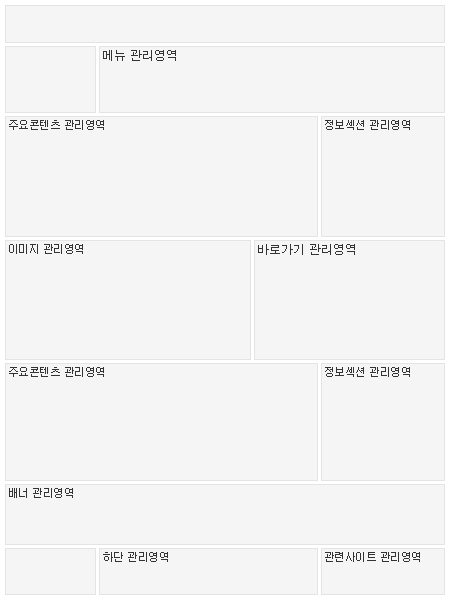 메뉴 관리영역
주요콘텐츠 관리영역
정보섹션 관리영역
이미지 관리영역
바로가기 관리영역
주요콘텐츠 관리영역
정보섹션 관리영역
배너 관리영역
하단 관리영역
관련사이트 관리영역